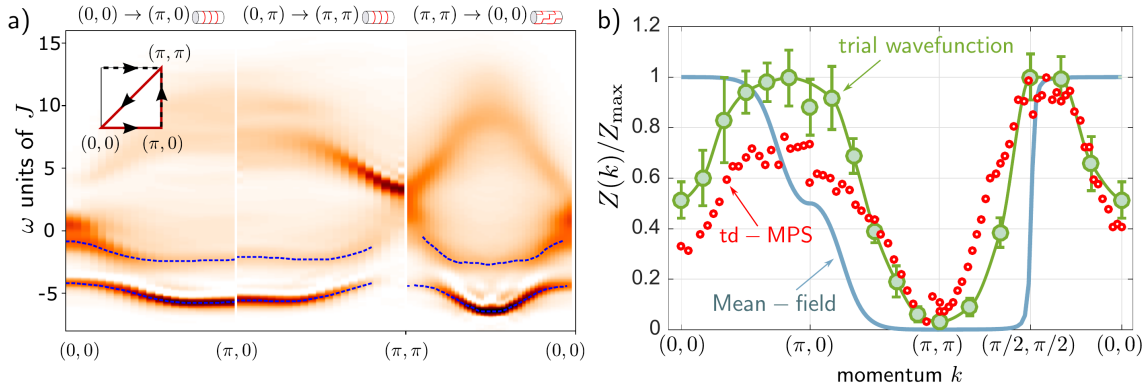 a)
(0, 0) → (π, 0)
(0, π) → (π, π)
(π, π) → (0, 0)
ω units of J
15
10
5
0
-5
(π, π)
(0, 0)
(π, 0)
(0, 0)
(π, 0)
(π, π)
(0, 0)
b)
Z(k)/Z_max
1
0.8
0.6
0.4
0.2
0
trial wavefunction
td − MPS
Mean − field
(0, 0)
(π, 0)
(π, π)
(π/2, π/2)
(0, 0)
momentum k